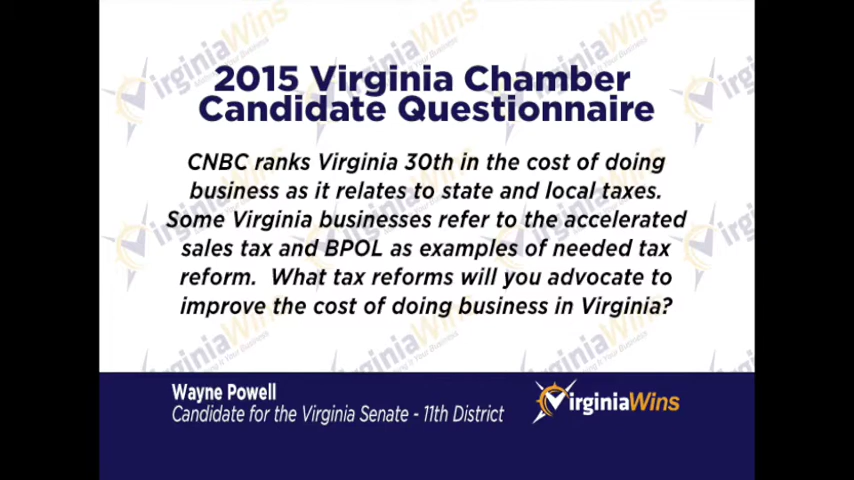 2015 Virginia Chamber
Candidate Questionnaire
CNBC ranks Virginia 30th in the cost of doing
business as it relates to state and local taxes.
Some Virginia businesses refer to the accelerated
sales tax and BPOL as examples of needed tax
reform. What tax reforms will you advocate to
improve the cost of doing business in Virginia?
Wayne Powell
Candidate for the Virginia Senate - 11th District
VirginiaWins